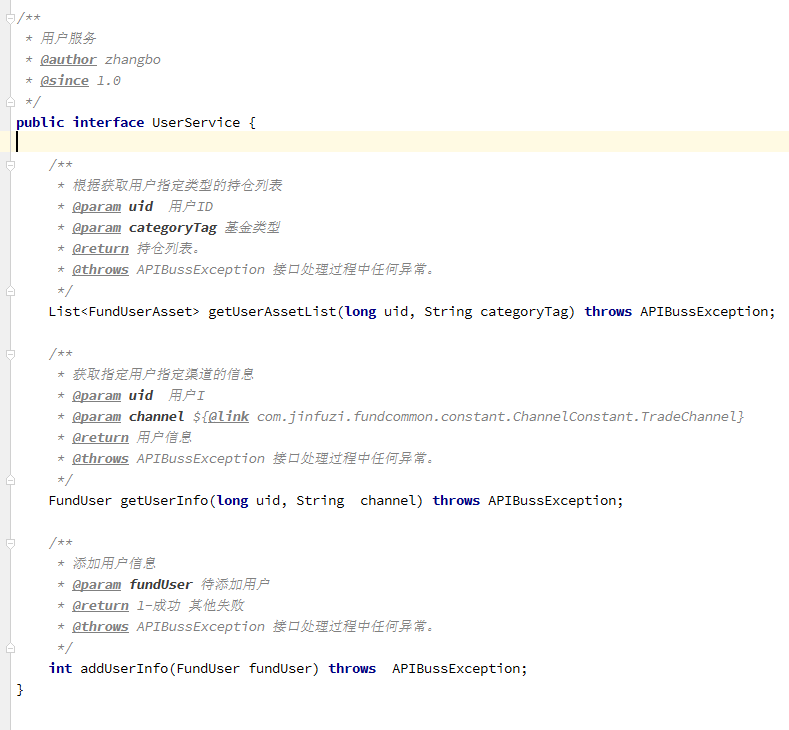 /**
 * 用户服务
 * @author zhangbo
 * @since 1.0
 */
public interface UserService {
    /**
     * 根据获取用户指定类型的持仓列表
     * @param uid  用户ID
     * @param categoryTag 基金类型
     * @return 持仓列表。
     * @throws APIBussException 接口处理过程中任何异常。
     */
    List<FundUserAsset> getUserAssetList(long uid, String categoryTag) throws APIBussException;
    /**
     * 获取指定用户指定渠道的信息
     * @param uid  用户I
     * @param channel ${@link com.jinfuzi.fundcommon.constant.ChannelConstant.TradeChannel}
     * @return 用户信息
     * @throws APIBussException 接口处理过程中任何异常。
     */
    FundUser getUserInfo(long uid, String  channel) throws APIBussException;
    /**
     * 添加用户信息
     * @param fundUser 待添加用户
     * @return 1-成功 其他失败
     * @throws APIBussException 接口处理过程中任何异常。
     */
    int addUserInfo(FundUser fundUser) throws  APIBussException;
}